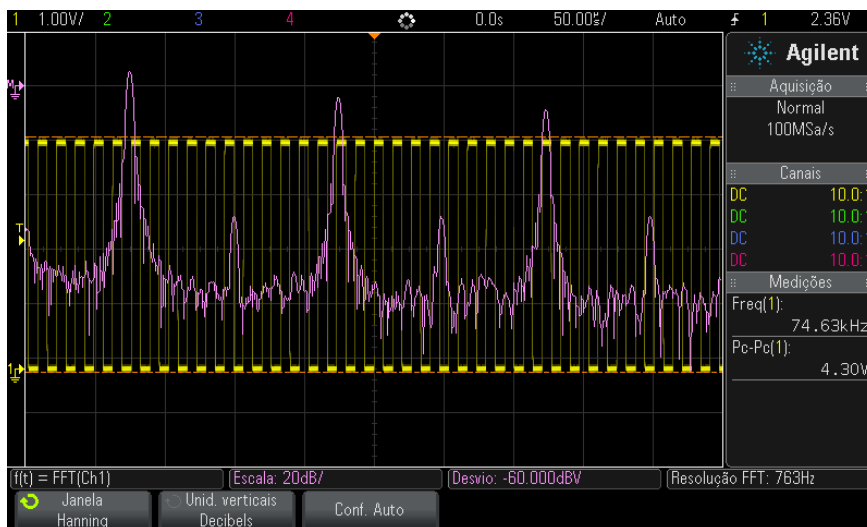 1 1.00V/ 2 3 4 0.0s 50.00㎲/ Auto 1 2.36V
Agilent
Aquisição
Normal
100MSa/s
Canais
DC 10.0:1
DC 10.0:1
DC 10.0:1
DC 10.0:1
Medições
Freq(1):
74.63kHz
Pc-Pc(1):
4.30V
M
T
1
f(t) = FFT(Ch1) Escala: 20dB/ Desvio: -60.000dBV Resolução FFT: 763Hz
Janela
Hanning
Unid. verticais
Decibels
Conf. Auto